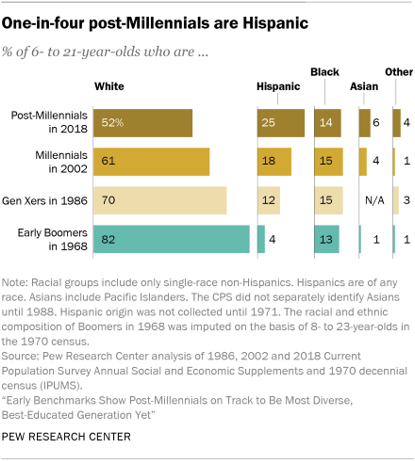 One-in-four post-Millennials are Hispanic
% of 6- to 21-year-olds who are ...
White Hispanic Black Asian Other
Post-Millennials in 2018 52% 25 14 6 4
Millennials in 2002 61 18 15 4 1
Gen Xers in 1986 70 12 15 N/A 3
Early Boomers in 1968 82 4 13 1 1
Note: Racial groups include only single-race non-Hispanics. Hispanics are of any
race. Asians include Pacific Islanders. The CPS did not separately identify Asians
until 1988. Hispanic origin was not collected until 1971. The racial and ethnic
composition of Boomers in 1968 was imputed on the basis of 8- to 23-year-olds in
the 1970 census.
Source: Pew Research Center analysis of 1986, 2002 and 2018 Current
Population Survey Annual Social and Economic Supplements and 1970 decennial
census (IPUMS).
“Early Benchmarks Show Post-Millennials on Track to Be Most Diverse,
Best-Educated Generation Yet”
PEW RESEARCH CENTER